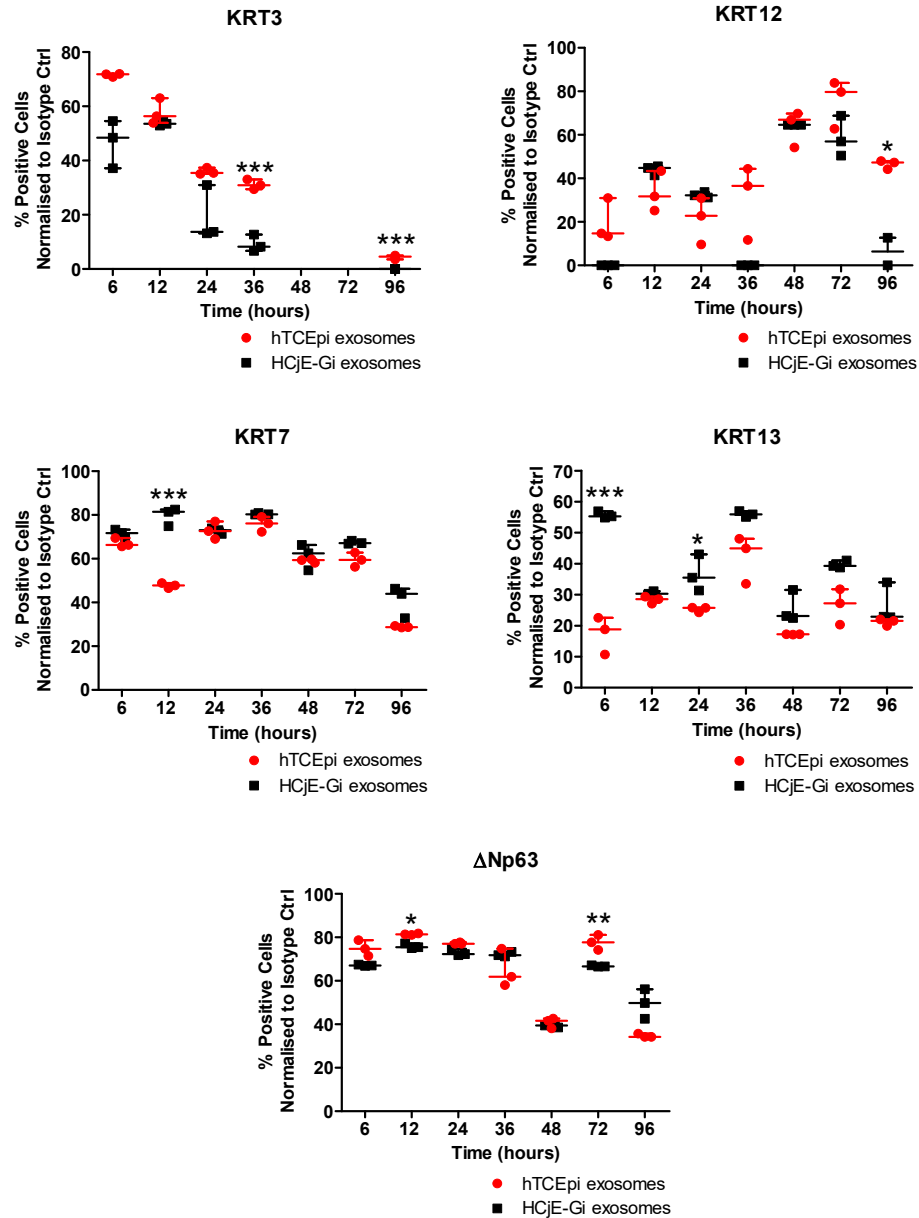 KRT3
% Positive Cells
Normalised to Isotype Ctrl
80
60
40
20
0
***
***
6 12 24 36 48 72 96
Time (hours)
hTCEpi exosomes
HCjE-Gi exosomes
KRT12
% Positive Cells
Normalised to Isotype Ctrl
100
80
60
40
20
0
*
6 12 24 36 48 72 96
Time (hours)
hTCEpi exosomes
HCjE-Gi exosomes
KRT7
% Positive Cells
Normalised to Isotype Ctrl
100
80
60
40
20
0
***
6 12 24 36 48 72 96
Time (hours)
hTCEpi exosomes
HCjE-Gi exosomes
KRT13
% Positive Cells
Normalised to Isotype Ctrl
70
60
50
40
30
20
10
0
***
*
6 12 24 36 48 72 96
Time (hours)
hTCEpi exosomes
HCjE-Gi exosomes
ΔNp63
% Positive Cells
Normalised to Isotype Ctrl
100
80
60
40
20
0
*
**
6 12 24 36 48 72 96
Time (hours)
hTCEpi exosomes
HCjE-Gi exosomes